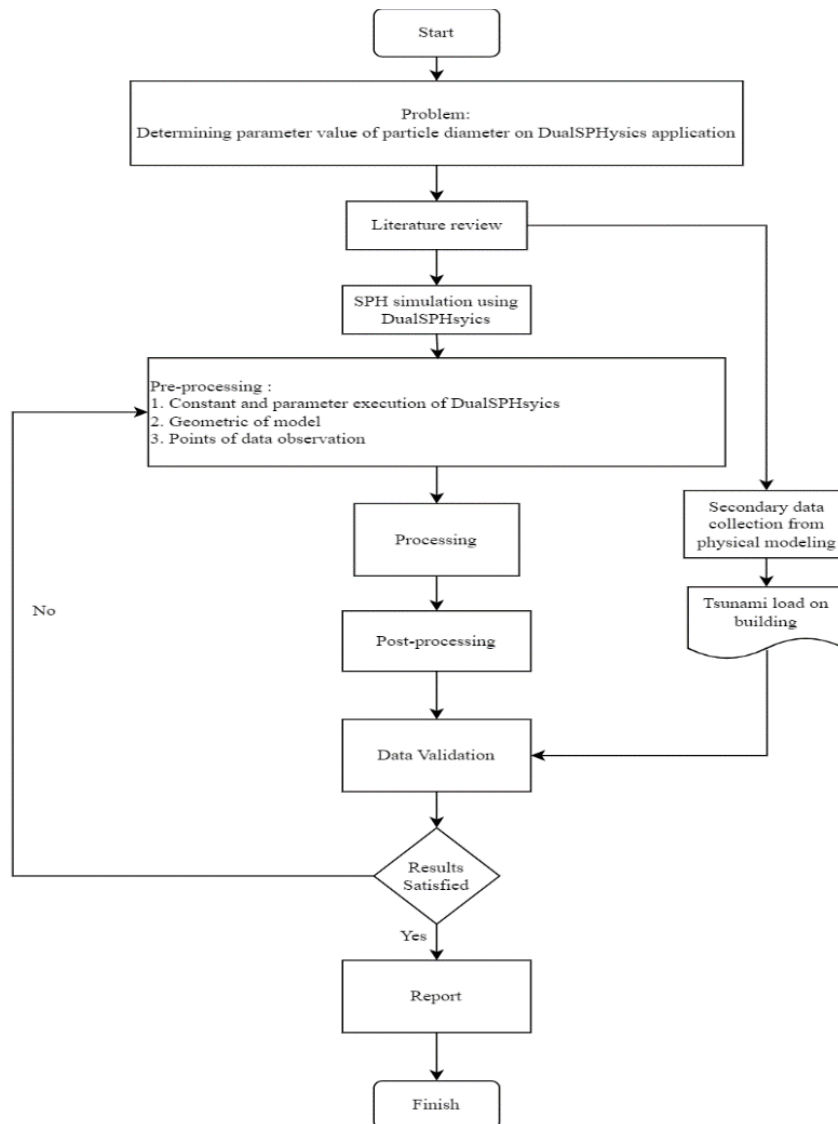 Start
Problem:
Determining parameter value of particle diameter on DualSPHysics application
Literature review
SPH simulation using
DualSPHsyics
Pre-processing :
1. Constant and parameter execution of DualSPHsyics
2. Geometric of model
3. Points of data observation
Secondary data
collection from
physical modeling
Processing
Tsunami load on
building
No
Post-processing
Data Validation
Results
Satisfied
Yes
Report
Finish